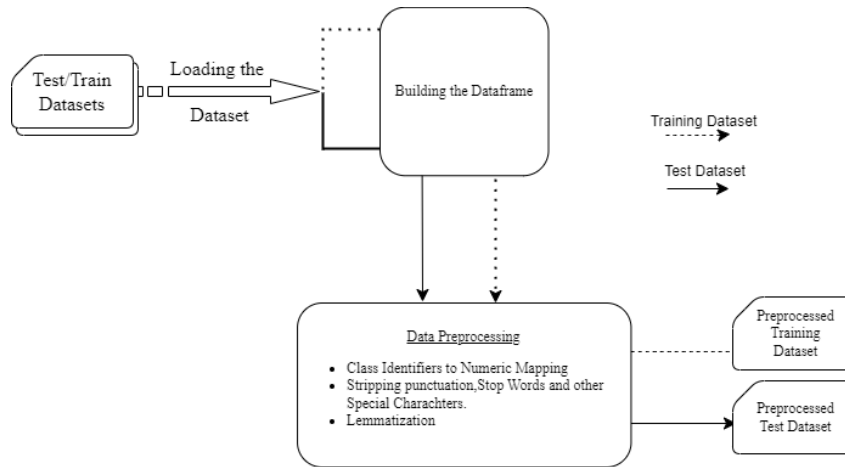 Test/Train
Datasets
Loading the
Dataset
Building the Dataframe
Training Dataset
Test Dataset
Data Preprocessing
Class Identifiers to Numeric Mapping
Stripping punctuation,Stop Words and other
Special Charachters.
Lemmatization
Preprocessed
Training
Dataset
Preprocessed
Test Dataset